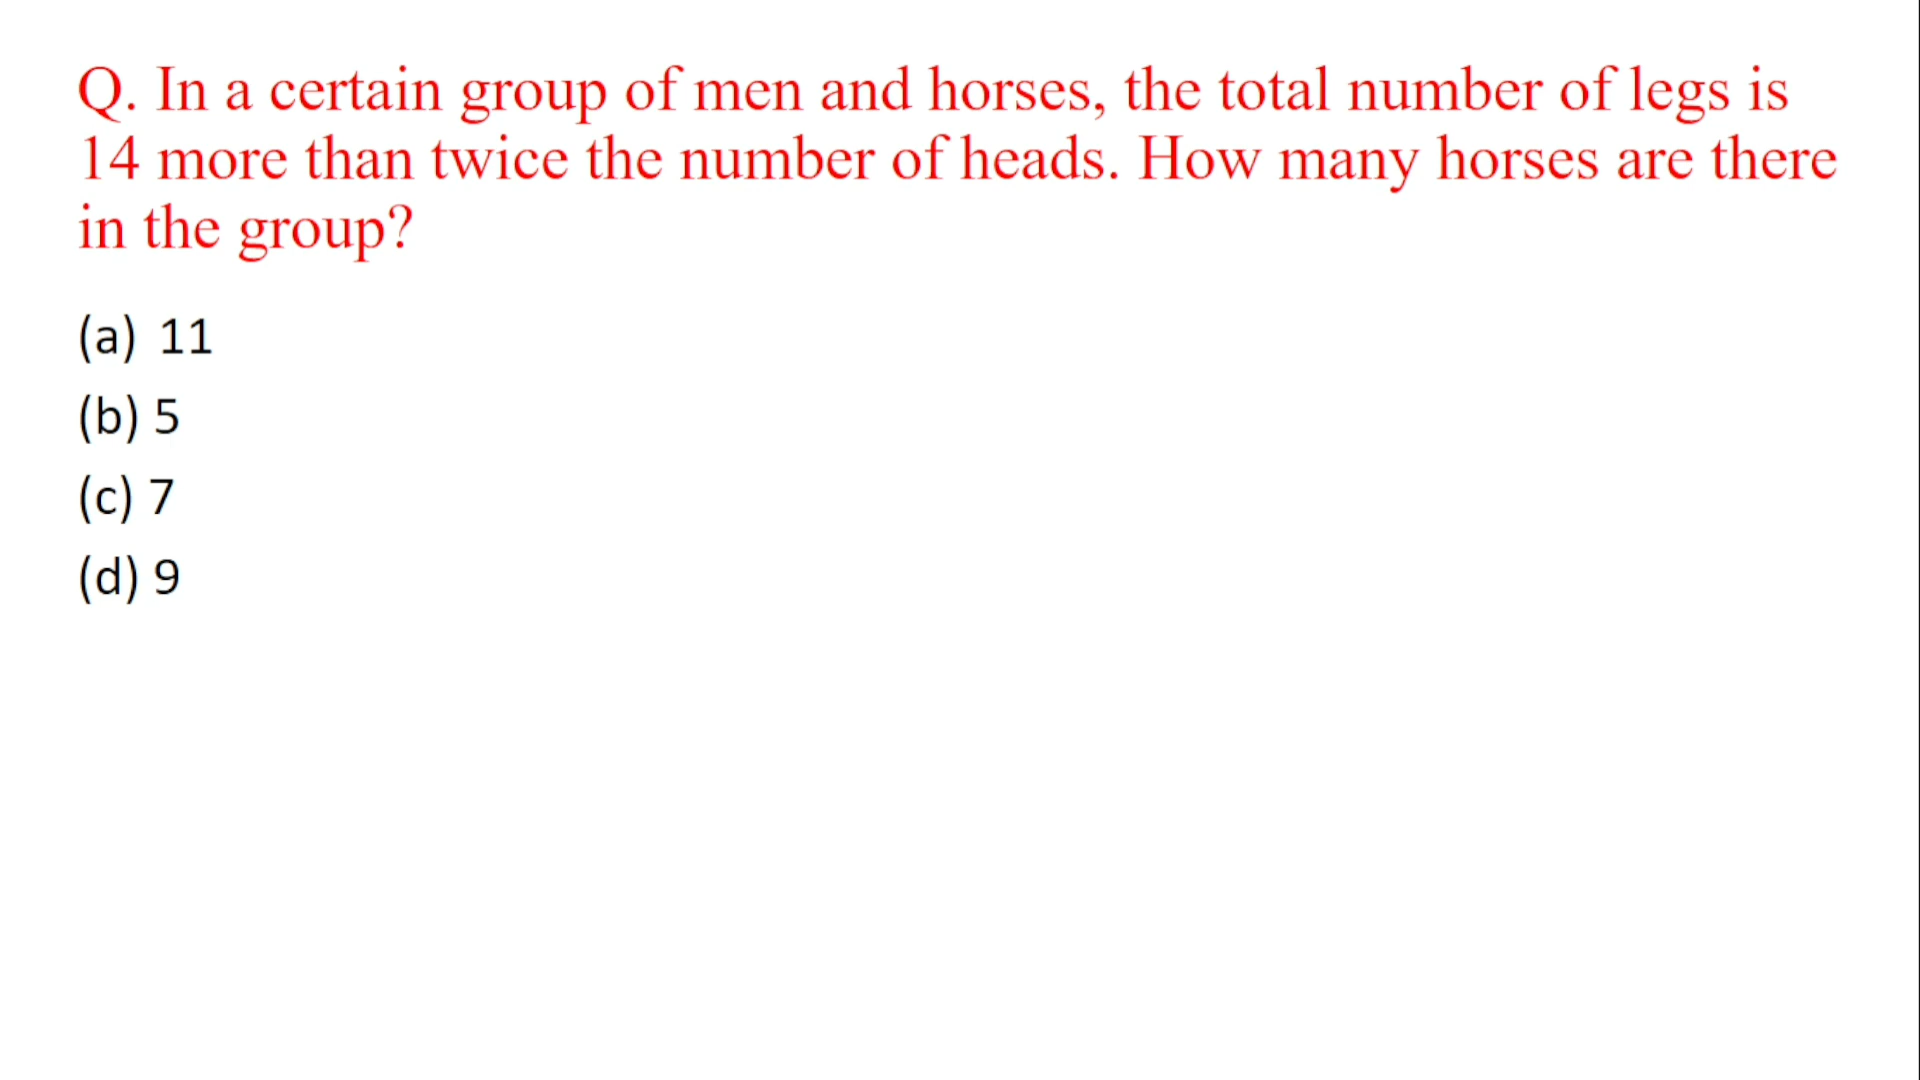 Q. In a certain group of men and horses, the total number of legs is
14 more than twice the number of heads. How many horses are there
in the group?
(a) 11
(b) 5
(c) 7
(d) 9